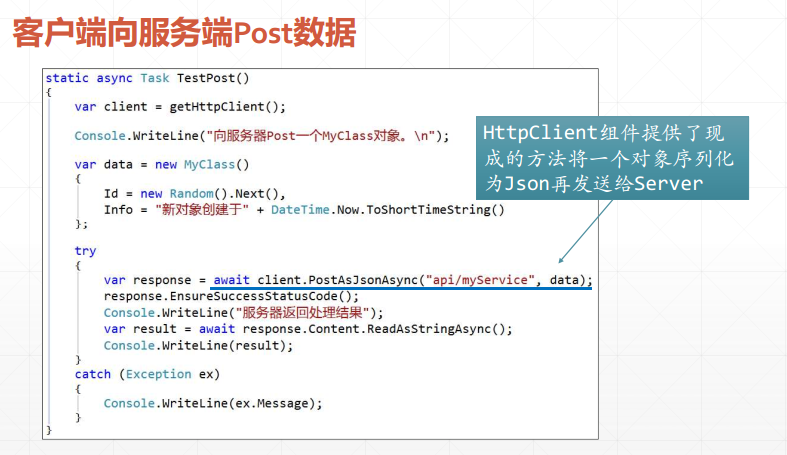 客户端向服务端Post数据
static async Task TestPost()
{
var client = getHttpClient();
Console.WriteLine("向服务器Post一个MyClass对象。\n");
var data = new MyClass()
{
Id = new Random().Next(),
Info = "新对象创建于" + DateTime.Now.ToShortTimeString()
};
try
{
var response = await client.PostAsJsonAsync("api/myService", data);
response.EnsureSuccessStatusCode();
Console.WriteLine("服务器返回处理结果");
var result = await response.Content.ReadAsStringAsync();
Console.WriteLine(result);
}
catch (Exception ex)
{
Console.WriteLine(ex.Message);
}
}
HttpClient组件提供了现
成的方法将一个对象序列化
为Json再发送给Server